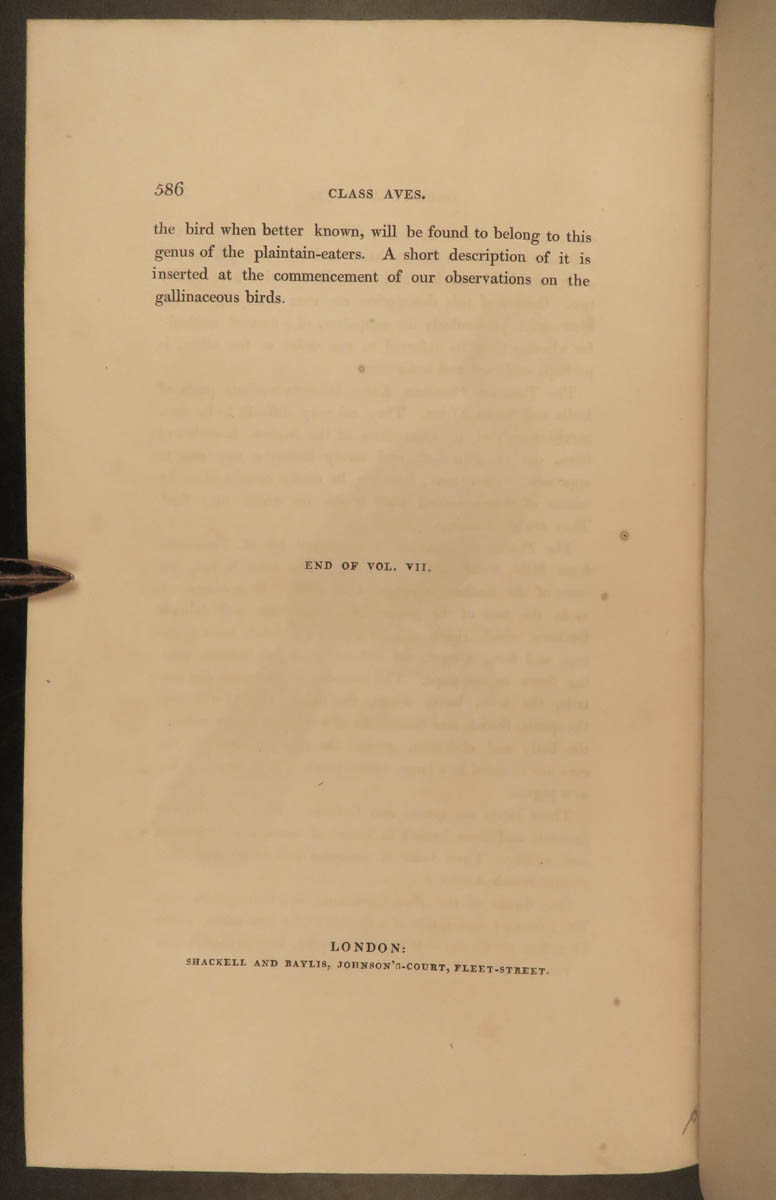 586
CLASS AVES.
the bird when better known, will be found to belong to this
genus of the plaintain-eaters. A short description of it is
inserted at the commencement of our observations on the
gallinaceous birds.
END OF VOL. VII.
LONDON:
SHACKELL AND BAYLIS, JOHNSON'S-COURT, FLEET-STREET.